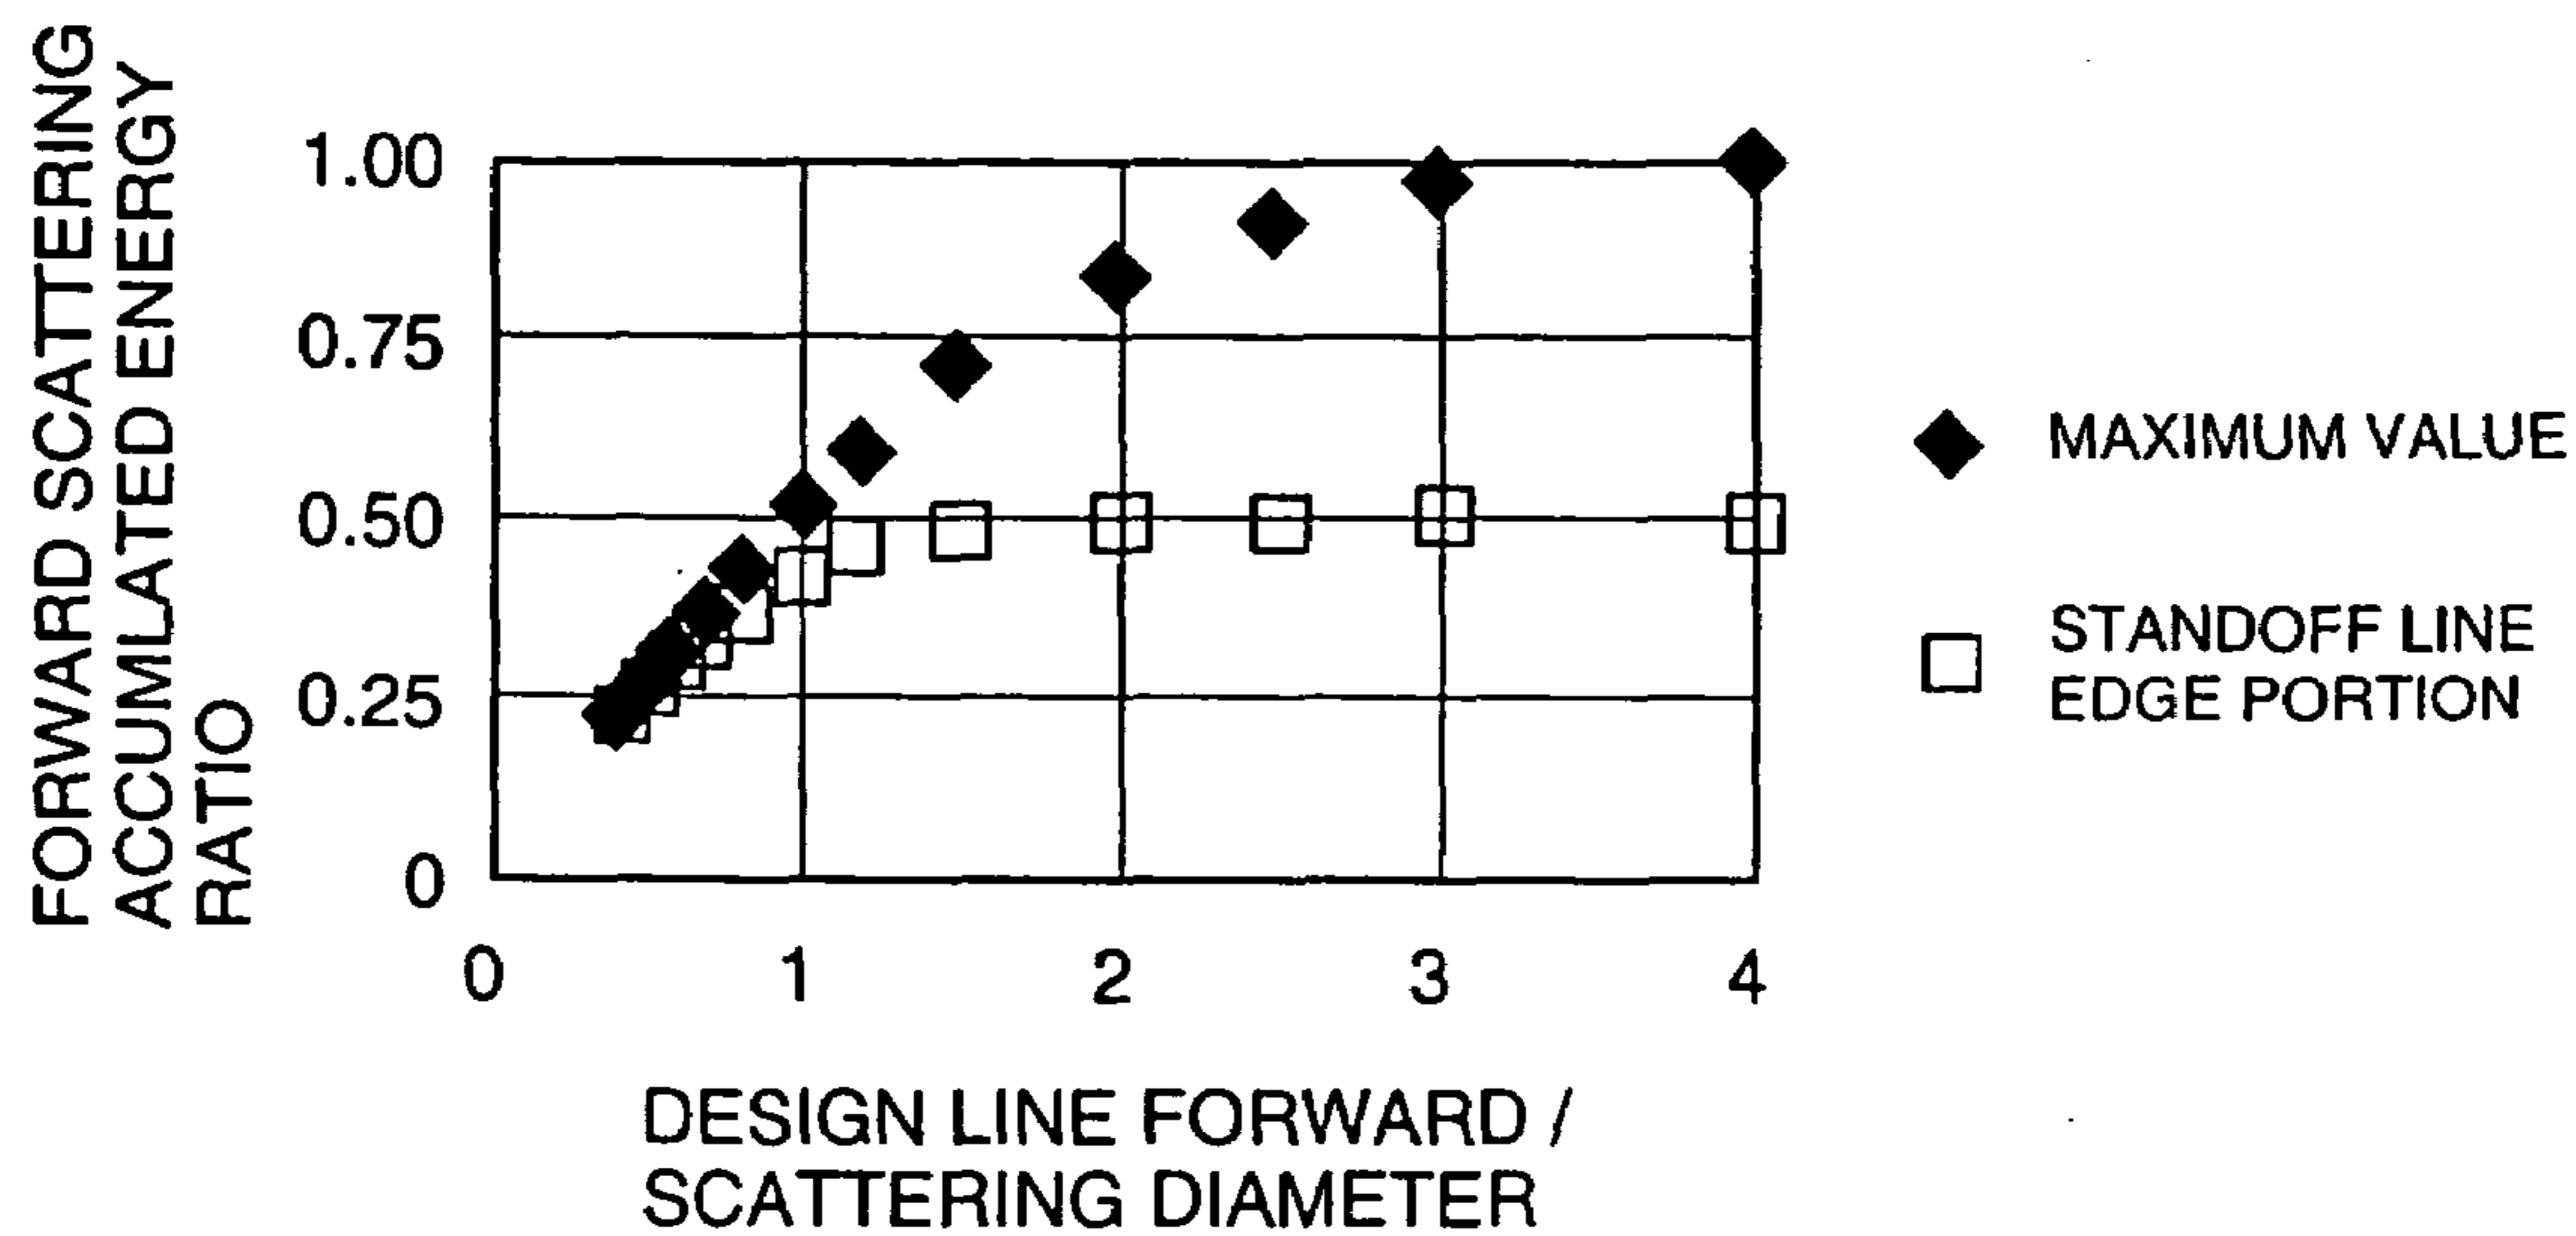 FORWARD SCATTERING
ACCUMLATED ENERGY
RATIO
1.00
0.75
0.50
0.25
0
0
1
2
3
4
DESIGN LINE FORWARD /
SCATTERING DIAMETER
MAXIMUM VALUE
STANDOFF LINE
EDGE PORTION